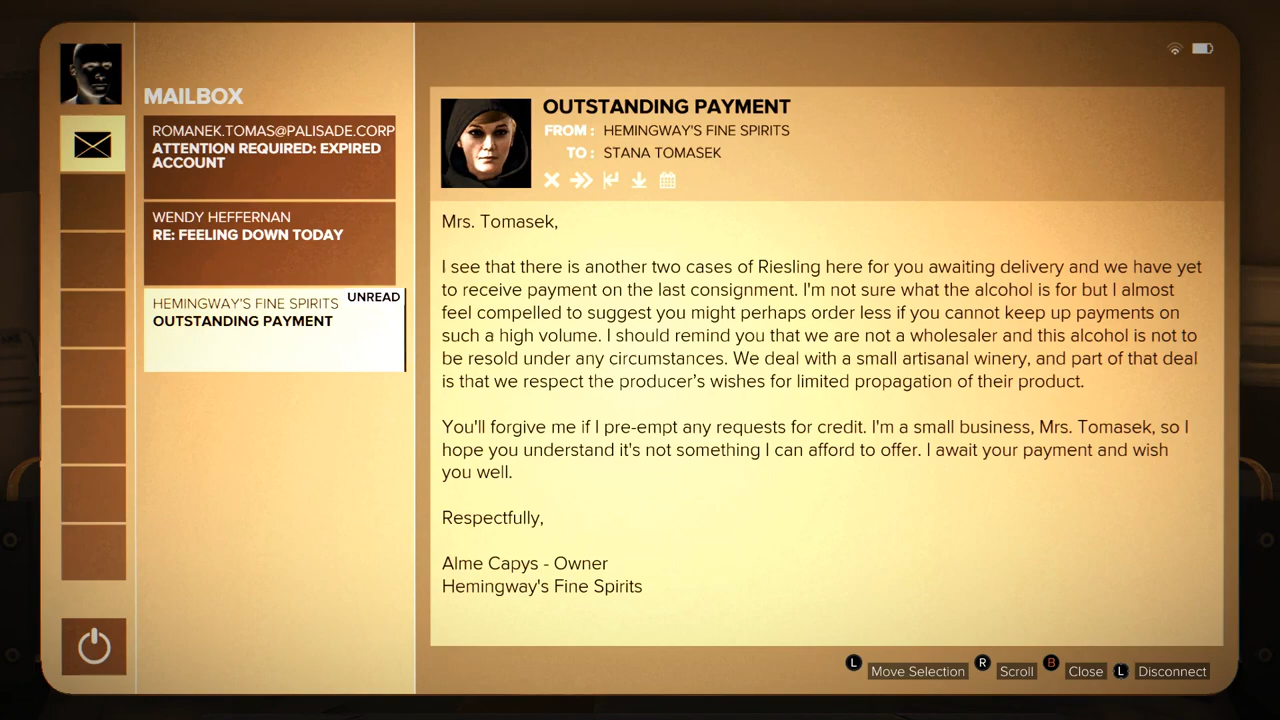 MAILBOX
ROMANEK.TOMAS@PALISADE.CORP
ATTENTION REQUIRED: EXPIRED
ACCOUNT
WENDY HEFFERNAN
RE: FEELING DOWN TODAY
UNREAD
HEMINGWAY'S FINE SPIRITS
OUTSTANDING PAYMENT
OUTSTANDING PAYMENT
FROM : HEMINGWAY'S FINE SPIRITS
TO : STANA TOMASEK
Mrs. Tomasek,
I see that there is another two cases of Riesling here for you awaiting delivery and we have yet
to receive payment on the last consignment. I'm not sure what the alcohol is for but I almost
feel compelled to suggest you might perhaps order less if you cannot keep up payments on
such a high volume. I should remind you that we are not a wholesaler and this alcohol is not to
be resold under any circumstances. We deal with a small artisanal winery, and part of that deal
is that we respect the producer’s wishes for limited propagation of their product.
You'll forgive me if I pre-empt any requests for credit. I'm a small business, Mrs. Tomasek, so I
hope you understand it's not something I can afford to offer. I await your payment and wish
you well.
Respectfully,
Alme Capys - Owner
Hemingway's Fine Spirits
L Move Selection R Scroll B Close L Disconnect